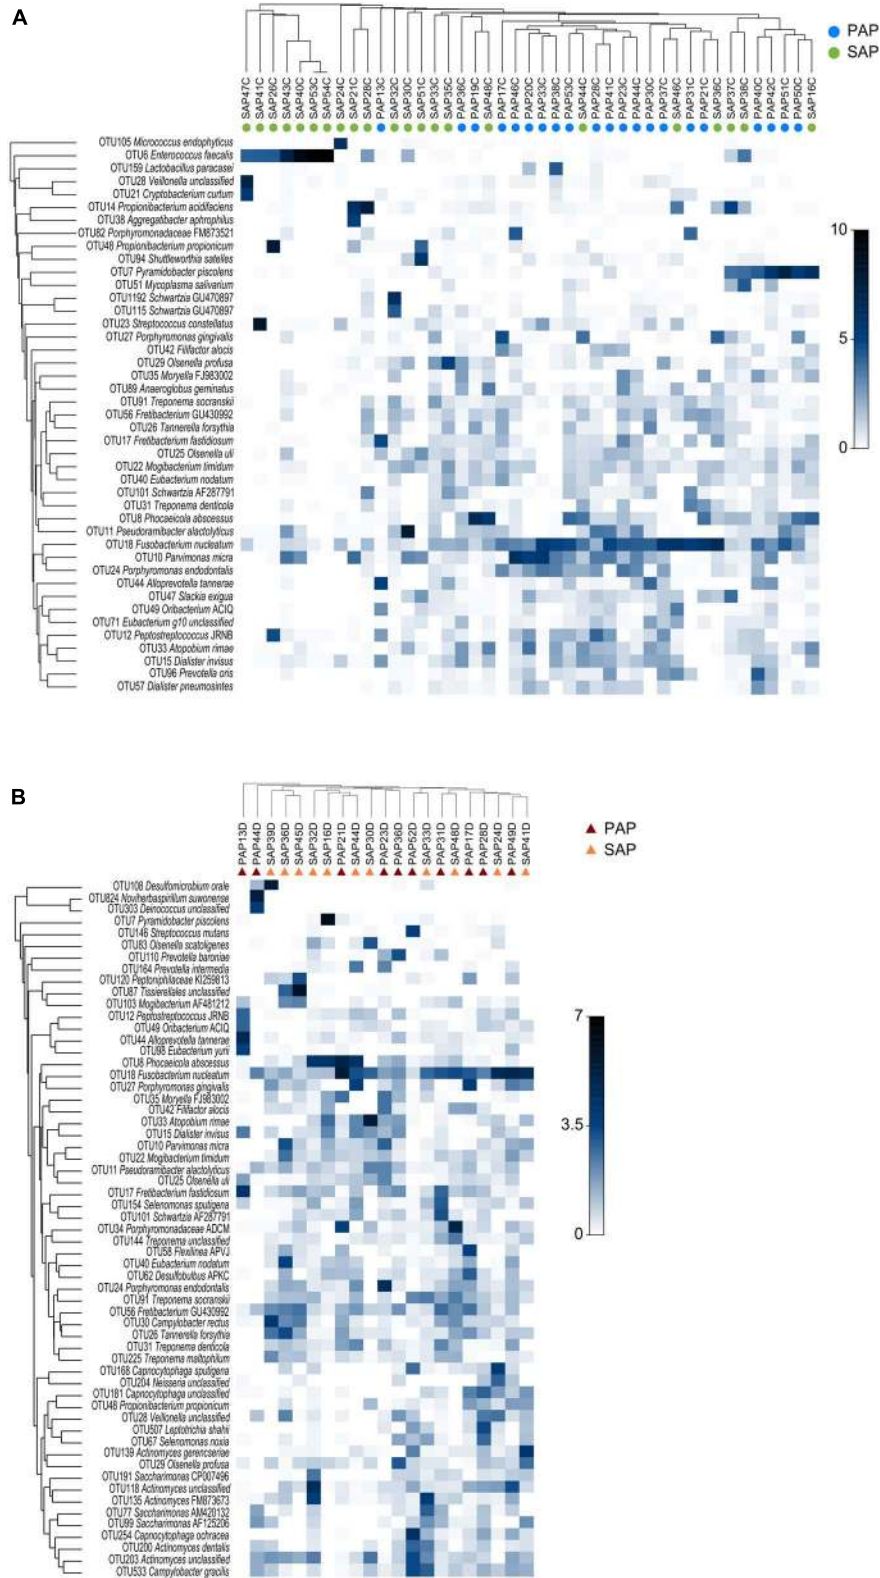 A
PAP
SAP
SAP47C
SAP41C
SAP26C
SAP43C
SAP40C
SAP53C
SAP54C
SAP24C
SAP21C
SAP28C
PAP13C
SAP32C
SAP30C
SAP51C
SAP33C
SAP35C
PAP36C
PAP19C
SAP48C
PAP17C
PAP46C
PAP20C
PAP33C
PAP38C
PAP53C
SAP44C
PAP28C
PAP41C
PAP23C
PAP44C
PAP30C
PAP37C
SAP46C
PAP31C
PAP21C
SAP36C
SAP37C
SAP38C
PAP40C
PAP42C
PAP51C
PAP50C
SAP16C
OTU105 Micrococcus endophyticus
OTU6 Enterococcus faecalis
OTU159 Lactobacillus paracasei
OTU28 Veillonella unclassified
OTU21 Cryptobacterium curtum
OTU14 Propionibacterium acidifaciens
OTU38 Aggregatibacter aphrophilus
OTU82 Porphyromonadaceae FM873521
OTU48 Propionibacterium propionicum
OTU94 Shuttleworthia satelles
OTU7 Pyramidobacter piscolens
OTU51 Mycoplasma salivarium
OTU1192 Schwartzia GU470897
OTU115 Schwartzia GU470897
OTU23 Streptococcus constellatus
OTU27 Porphyromonas gingivalis
OTU42 Filifactor alocis
OTU29 Olsenella profusa
OTU35 Moryella FJ983002
OTU89 Anaeroglobus geminatus
OTU91 Treponema socranskii
OTU56 Fretibacterium GU430992
OTU26 Tannerella forsythia
OTU17 Fretibacterium fastidiosum
OTU25 Olsenella uli
OTU22 Mogibacterium timidum
OTU40 Eubacterium nodatum
OTU101 Schwartzia AF287791
OTU31 Treponema denticola
OTU8 Phocaeicola abscessus
OTU11 Pseudoramibacter alactolyticus
OTU18 Fusobacterium nucleatum
OTU10 Parvimonas micra
OTU24 Porphyromonas endodontalis
OTU44 Alloprevotella tannerae
OTU47 Slackia exigua
OTU49 Oribacterium ACIQ
OTU71 Eubacterium g10 unclassified
OTU12 Peptostreptococcus JRNB
OTU33 Atopobium rimae
OTU15 Dialister invisus
OTU96 Prevotella oris
OTU57 Dialister pneumosintes
10
5
0
B
PAP
SAP
PAP13D
PAP44D
SAP39D
SAP36D
SAP45D
SAP32D
SAP16D
PAP21D
SAP44D
SAP30D
PAP23D
PAP36D
PAP52D
SAP33D
PAP31D
SAP48D
PAP17D
PAP28D
SAP24D
PAP49D
SAP41D
OTU108 Desulfomicrobium orale
OTU824 Noviherbaspirillum suwonense
OTU303 Deinococcus unclassified
OTU7 Pyramidobacter piscolens
OTU146 Streptococcus mutans
OTU83 Olsenella scatoligenes
OTU110 Prevotella baroniae
OTU164 Prevotella intermedia
OTU120 Peptoniphilaceae KI259813
OTU87 Tissierellales unclassified
OTU103 Mogibacterium AF481212
OTU12 Peptostreptococcus JRNB
OTU49 Oribacterium ACIQ
OTU44 Alloprevotella tannerae
OTU98 Eubacterium yurii
OTU8 Phocaeicola abscessus
OTU18 Fusobacterium nucleatum
OTU27 Porphyromonas gingivalis
OTU35 Moryella FJ983002
OTU42 Filifactor alocis
OTU33 Atopobium rimae
OTU15 Dialister invisus
OTU10 Parvimonas micra
OTU22 Mogibacterium timidum
OTU11 Pseudoramibacter alactolyticus
OTU25 Olsenella uli
OTU17 Fretibacterium fastidiosum
OTU154 Selenomonas sputigena
OTU101 Schwartzia AF287791
OTU34 Porphyromonadaceae ADCM
OTU144 Treponema unclassified
OTU58 Flexilinea APVJ
OTU40 Eubacterium nodatum
OTU62 Desulfobulbus APKC
OTU24 Porphyromonas endodontalis
OTU91 Treponema socranskii
OTU56 Fretibacterium GU430992
OTU30 Campylobacter rectus
OTU26 Tannerella forsythia
OTU31 Treponema denticola
OTU225 Treponema maltophilum
OTU168 Capnocytophaga sputigena
OTU204 Neisseria unclassified
OTU181 Capnocytophaga unclassified
OTU48 Propionibacterium propionicum
OTU28 Veillonella unclassified
OTU507 Leptotrichia shahii
OTU67 Selenomonas noxia
OTU139 Actinomyces gerencseriae
OTU29 Olsenella profusa
OTU191 Saccharimonas CP007496
OTU118 Actinomyces unclassified
OTU135 Actinomyces FM873673
OTU77 Saccharimonas AM420132
OTU99 Saccharimonas AF125206
OTU254 Capnocytophaga ochracea
OTU200 Actinomyces dentalis
OTU203 Actinomyces unclassified
OTU533 Campylobacter gracilis
7
3.5
0